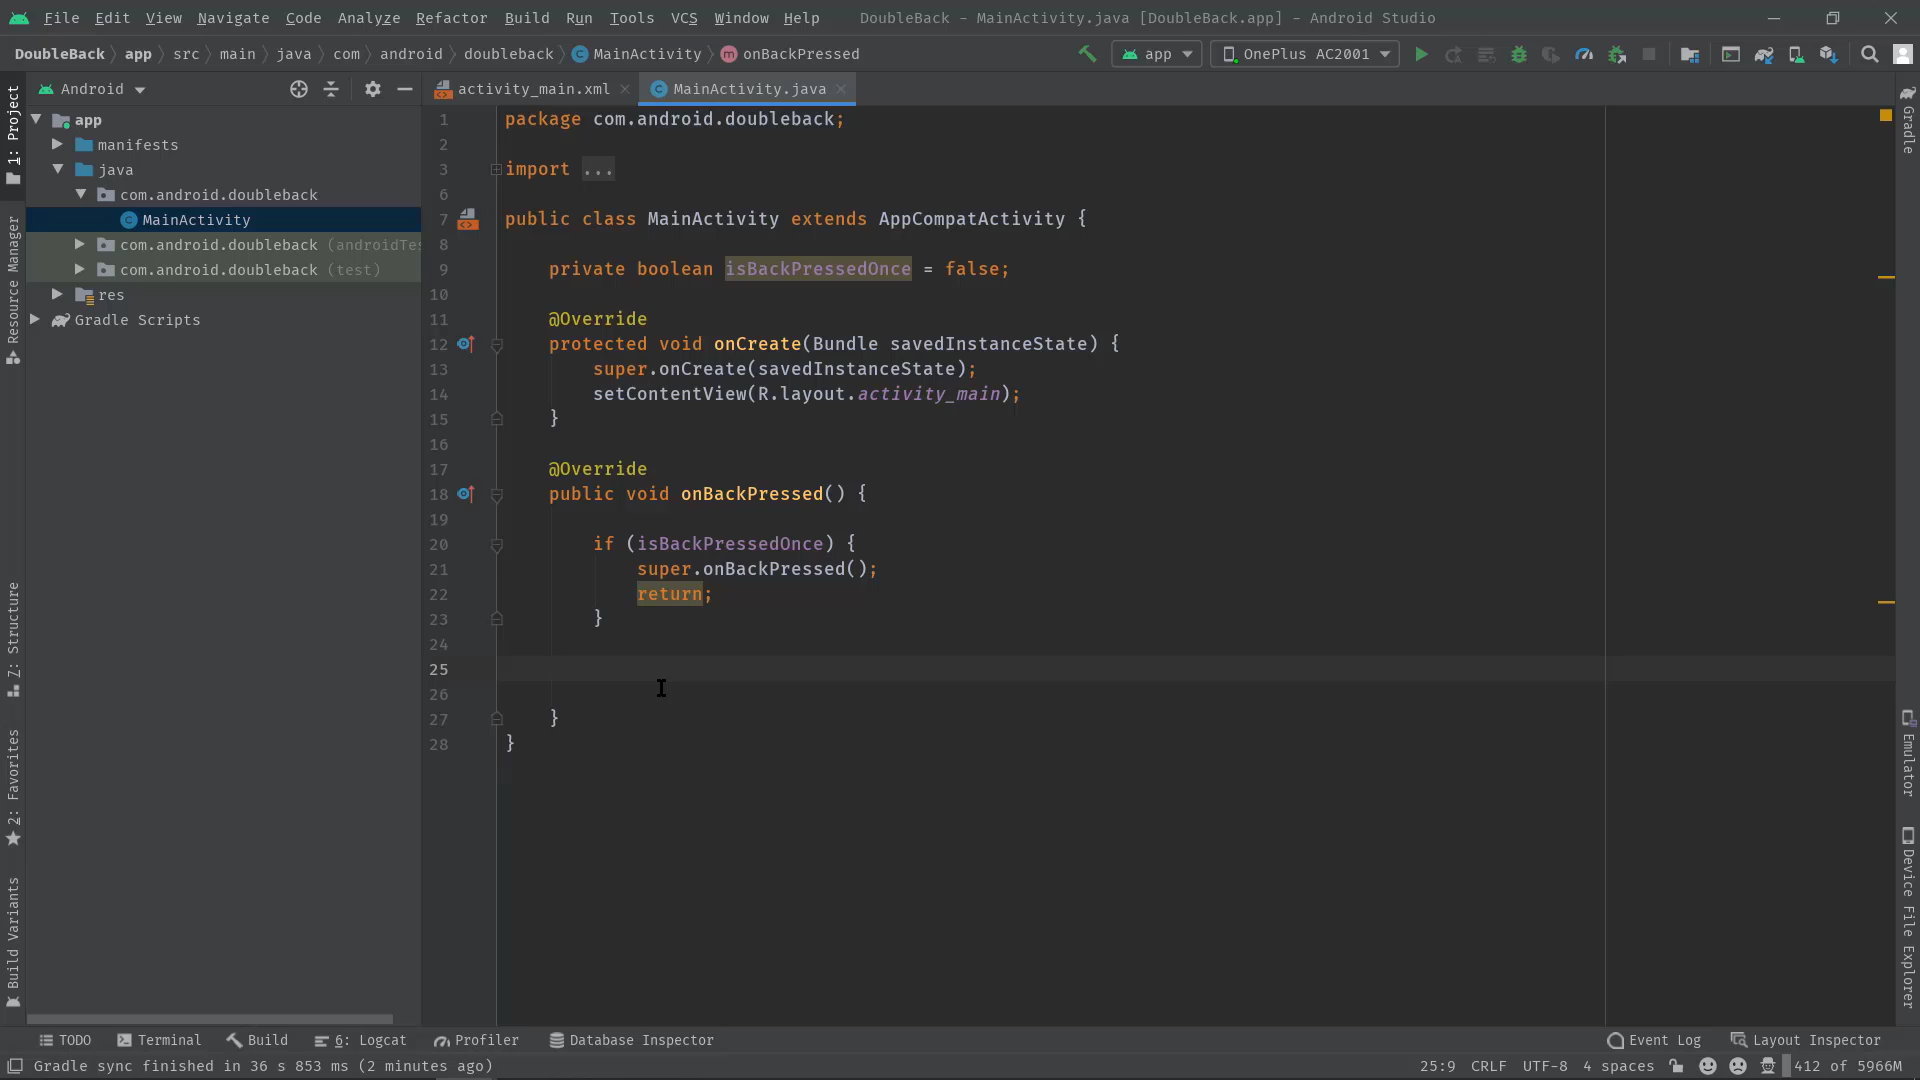 File Edit View Navigate Code Analyze Refactor Build Run Tools VCS Window Help DoubleBack - MainActivity.java [DoubleBack.app] - Android Studio
DoubleBack app src main java com android doubleback MainActivity onBackPressed app OnePlus AC2001
Android activity_main.xml MainActivity.java
app
manifests
java
com.android.doubleback
MainActivity
com.android.doubleback (androidTes
com.android.doubleback (test)
res
Gradle Scripts
1: Project
Resource Manager
Z: Structure
2: Favorites
Build Variants
1 package com.android.doubleback;
2
3 import ...
6
7 public class MainActivity extends AppCompatActivity {
8
9 private boolean isBackPressedOnce = false;
10
11 @Override
12 protected void onCreate(Bundle savedInstanceState) {
13 super.onCreate(savedInstanceState);
14 setContentView(R.layout.activity_main);
15 }
16
17 @Override
18 public void onBackPressed() {
19
20 if (isBackPressedOnce) {
21 super.onBackPressed();
22 return;
23 }
24
25
26
27 }
28 }
Gradle
Emulator
Device File Explorer
TODO Terminal Build 6: Logcat Profiler Database Inspector Event Log Layout Inspector
Gradle sync finished in 36 s 853 ms (2 minutes ago) 25:9 CRLF UTF-8 4 spaces 412 of 5966M